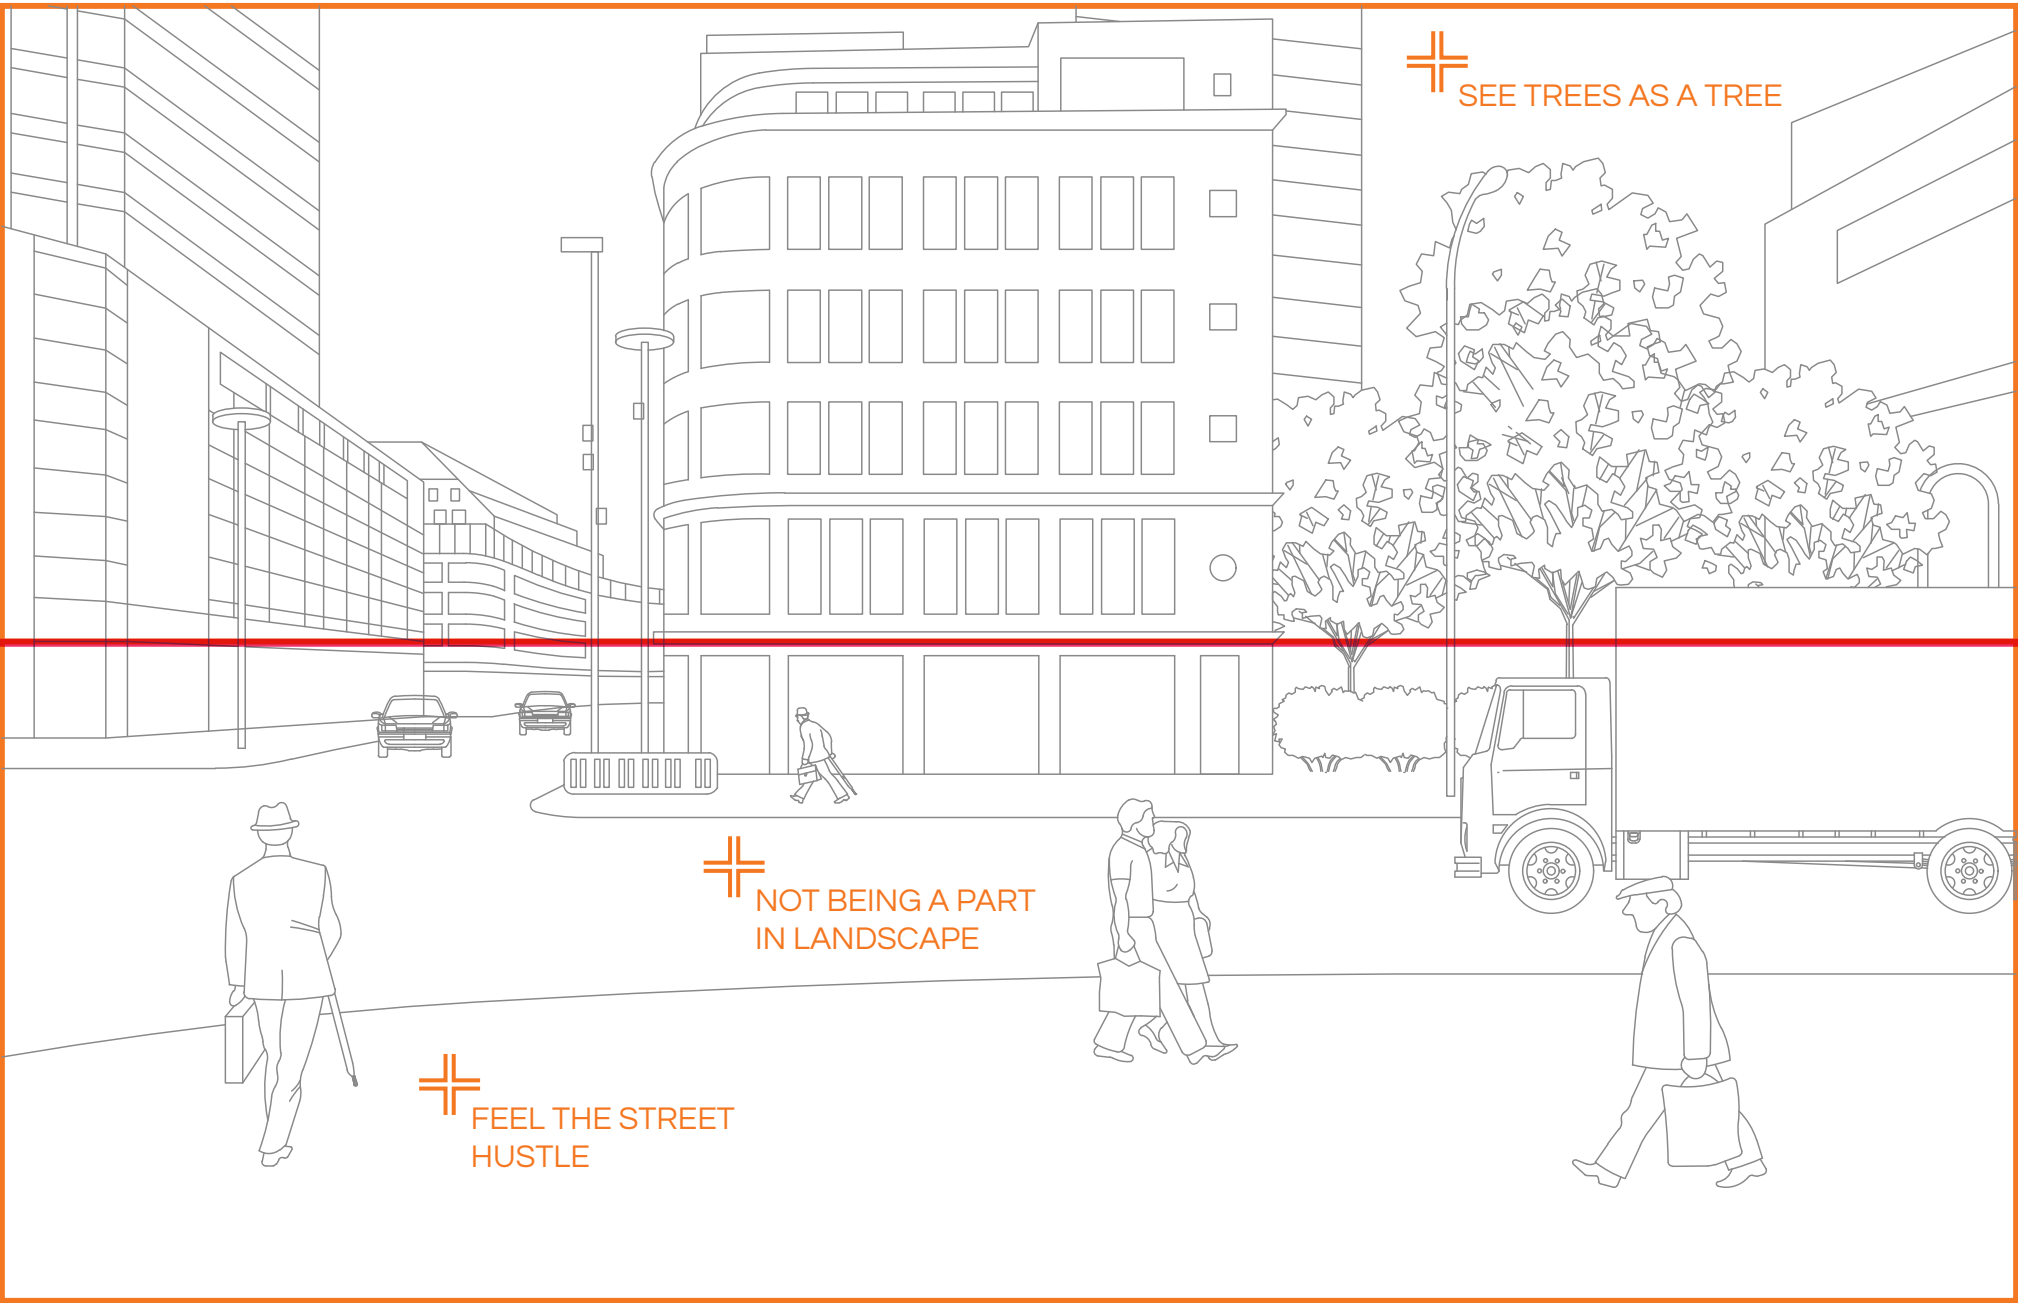 SEE TREES AS A TREE
NOT BEING A PART
IN LANDSCAPE
FEEL THE STREET
HUSTLE